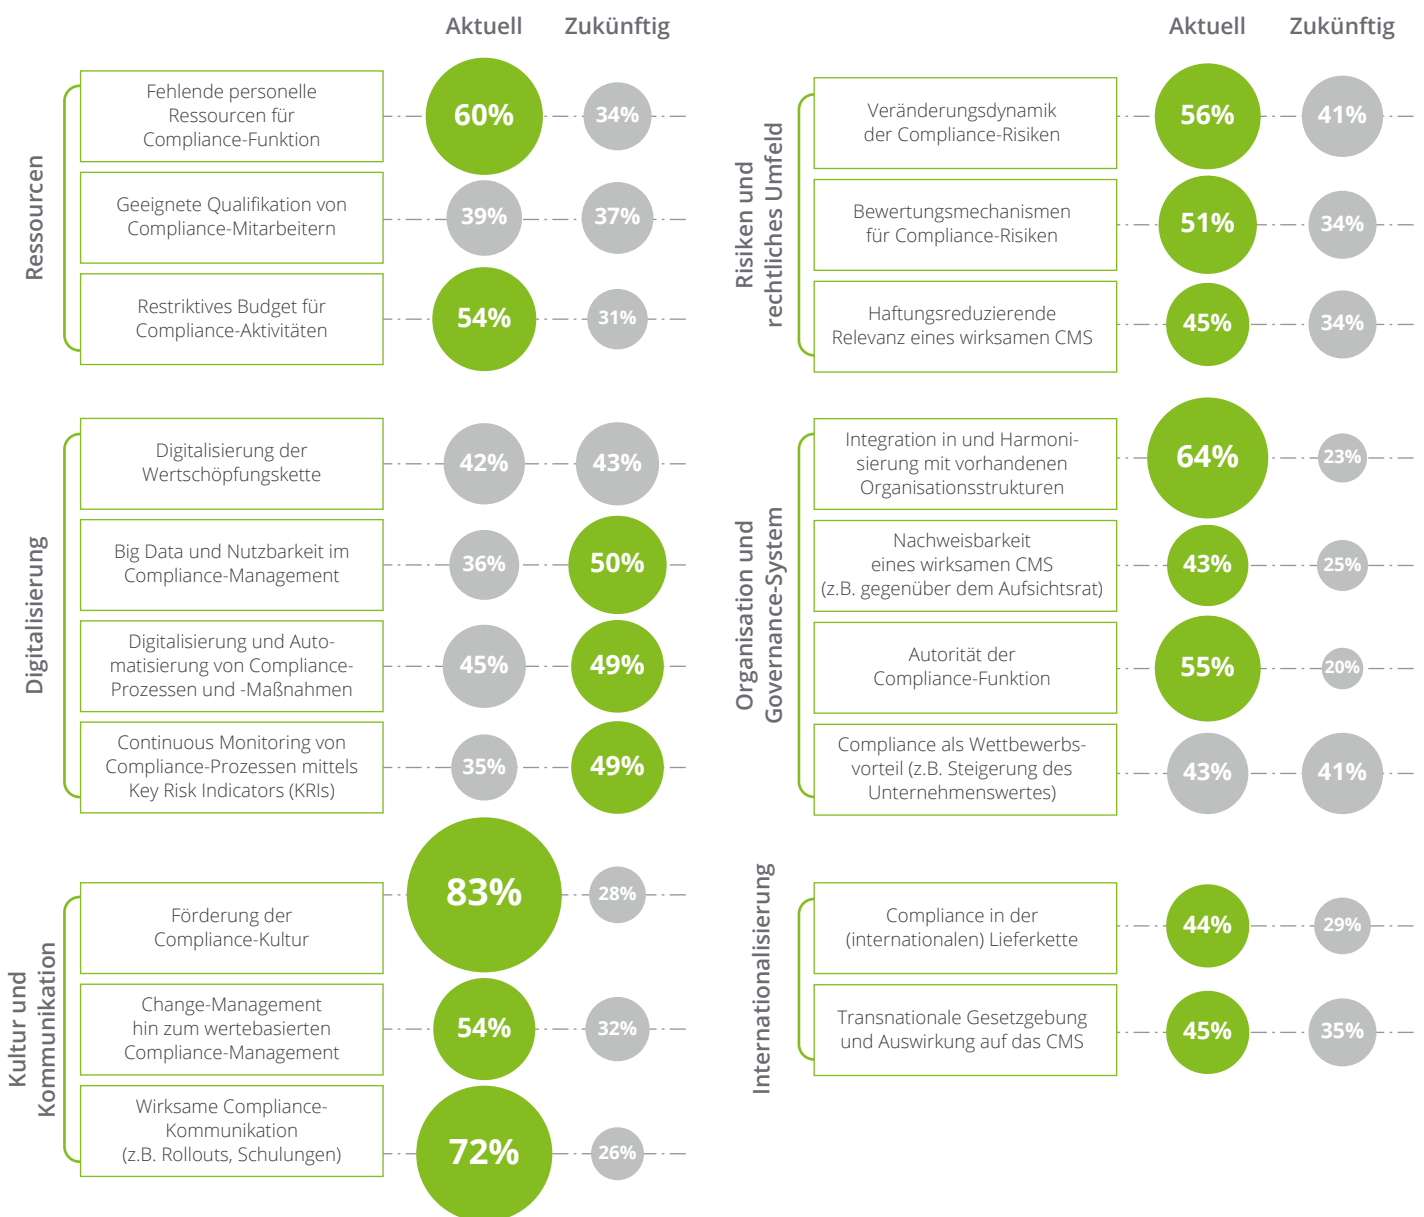 Aktuell Zukünftig
Ressourcen
Fehlende personelle
Ressourcen für
Compliance-Funktion
60% 34%
Geeignete Qualifikation von
Compliance-Mitarbeitern
39% 37%
Restriktives Budget für
Compliance-Aktivitäten
54% 31%
Digitalisierung
Digitalisierung der
Wertschöpfungskette
42% 43%
Big Data und Nutzbarkeit im
Compliance-Management
36% 50%
Digitalisierung und Auto-
matisierung von Compliance-
Prozessen und -Maßnahmen
45% 49%
Continuous Monitoring von
Compliance-Prozessen mittels
Key Risk Indicators (KRIs)
35% 49%
Kultur und
Kommunikation
Förderung der
Compliance-Kultur
83% 28%
Change-Management
hin zum wertebasierten
Compliance-Management
54% 32%
Wirksame Compliance-
Kommunikation
(z.B. Rollouts, Schulungen)
72% 26%
Aktuell Zukünftig
Risiken und
rechtliches Umfeld
Veränderungsdynamik
der Compliance-Risiken
56% 41%
Bewertungsmechanismen
für Compliance-Risiken
51% 34%
Haftungsreduzierende
Relevanz eines wirksamen CMS
45% 34%
Organisation und
Governance-System
Integration in und Harmoni-
sierung mit vorhandenen
Organisationsstrukturen
64% 23%
Nachweisbarkeit
eines wirksamen CMS
(z.B. gegenüber dem Aufsichtsrat)
43% 25%
Autorität der
Compliance-Funktion
55% 20%
Compliance als Wettbewerbs-
vorteil (z.B. Steigerung des
Unternehmenswertes)
43% 41%
Internationalisierung
Compliance in der
(internationalen) Lieferkette
44% 29%
Transnationale Gesetzgebung
und Auswirkung auf das CMS
45% 35%